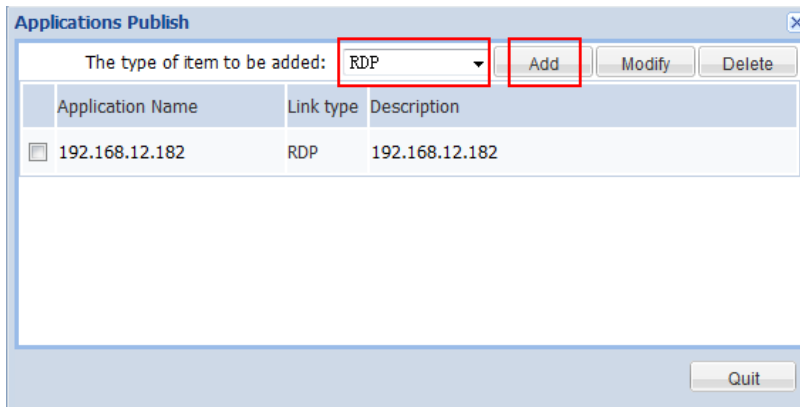 Applications Publish
The type of item to be added: RDP Add Modify Delete
Application Name Link type Description
192.168.12.182 RDP 192.168.12.182
Quit